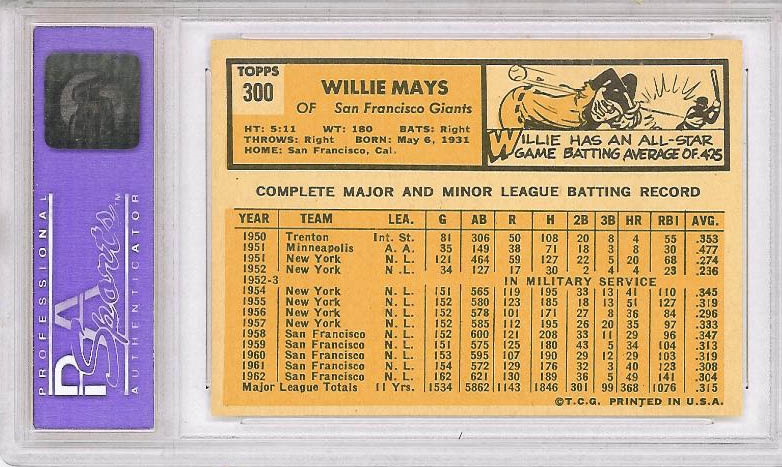 TOPPS
300
WILLIE MAYS
OF San Francisco Giants
HT: 5:11 WT: 180 BATS: Right
THROWS: Right BORN: May 6, 1931
HOME: San Francisco, Cal.
WILLIE HAS AN ALL-STAR
GAME BATTING AVERAGE OF .425
COMPLETE MAJOR AND MINOR LEAGUE BATTING RECORD
YEAR TEAM LEA. G AB R H 2B 3B HR RBI AVG.
1950 Trenton Int. St. 81 306 50 108 20 8 4 55 .353
1951 Minneapolis A. A. 35 149 38 71 18 3 8 30 .477
1951 New York N. L. 121 464 59 127 22 5 20 68 .274
1952 New York N. L. 34 127 17 30 2 4 4 23 .236
1952-3 IN MILITARY SERVICE
1954 New York N. L. 151 565 119 195 33 13 41 110 .345
1955 New York N. L. 152 580 123 185 18 13 51 127 .319
1956 New York N. L. 152 578 101 171 27 8 36 84 .296
1957 New York N. L. 152 585 112 195 26 20 35 97 .333
1958 San Francisco N. L. 152 600 121 208 33 11 29 96 .347
1959 San Francisco N. L. 151 575 125 180 43 5 34 104 .313
1960 San Francisco N. L. 153 595 107 190 29 12 29 103 .319
1961 San Francisco N. L. 154 572 129 176 32 3 40 123 .308
1962 San Francisco N. L. 162 621 130 189 36 5 49 141 .304
Major League Totals 11 Yrs. 1534 5862 1143 1846 301 99 368 1076 .315
©T.C.G. PRINTED IN U.S.A.
PROFESSIONAL
PSA
Sports™
AUTHENTICATOR